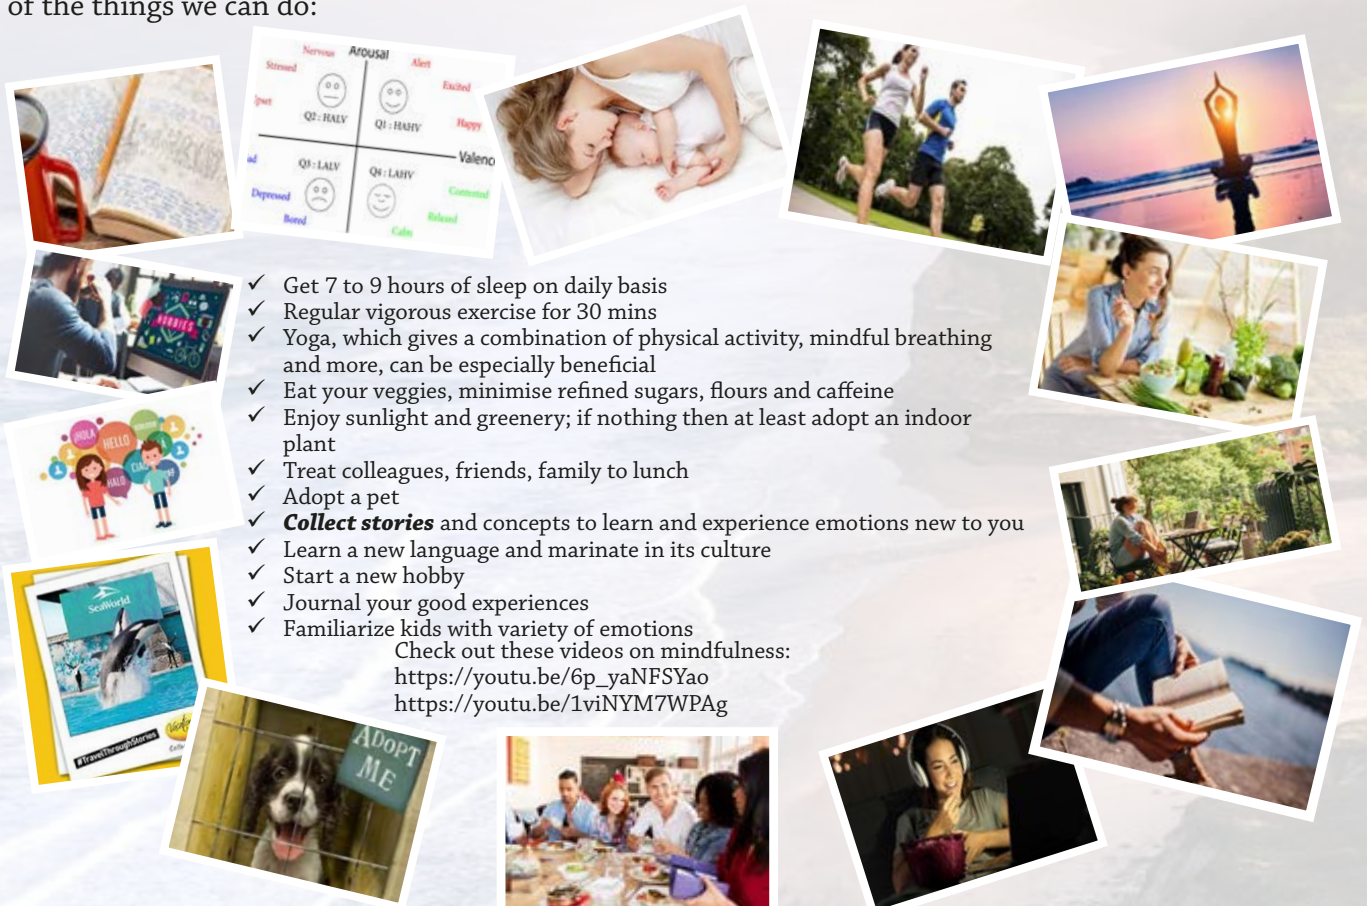 of the things we can do:
Nervous
Arousal
Alert
Stressed
Excited
Q2 : HALV
Q1 : HAHV
Happy
Valenc
Q3 : LALV
Q4 : LAHV
Depressed
Contented
Bored
Relaxed
Calm
HOBBIES
¡HOLA
HELLO
CIAO
HALO
✓ Get 7 to 9 hours of sleep on daily basis
✓ Regular vigorous exercise for 30 mins
✓ Yoga, which gives a combination of physical activity, mindful breathing
and more, can be especially beneficial
✓ Eat your veggies, minimise refined sugars, flours and caffeine
✓ Enjoy sunlight and greenery; if nothing then at least adopt an indoor
plant
✓ Treat colleagues, friends, family to lunch
✓ Adopt a pet
✓ Collect stories and concepts to learn and experience emotions new to you
✓ Learn a new language and marinate in its culture
✓ Start a new hobby
✓ Journal your good experiences
✓ Familiarize kids with variety of emotions
Check out these videos on mindfulness:
https://youtu.be/6p_yaNFSYao
https://youtu.be/1viNYM7WPAg
SeaWorld
#TravelThroughStories
ADOPT
ME